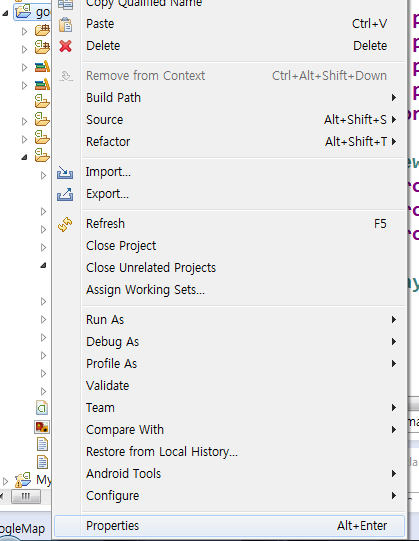 Copy Qualified Name
go
Paste Ctrl+V
Delete Delete
Remove from Context Ctrl+Alt+Shift+Down
Build Path
Source Alt+Shift+S
Refactor Alt+Shift+T
Import...
Export...
Refresh F5
Close Project
Close Unrelated Projects
Assign Working Sets...
Run As
Debug As
Profile As
Validate
Team
Compare With
Restore from Local History...
Android Tools
My
Configure
Properties Alt+Enter
ogleMap